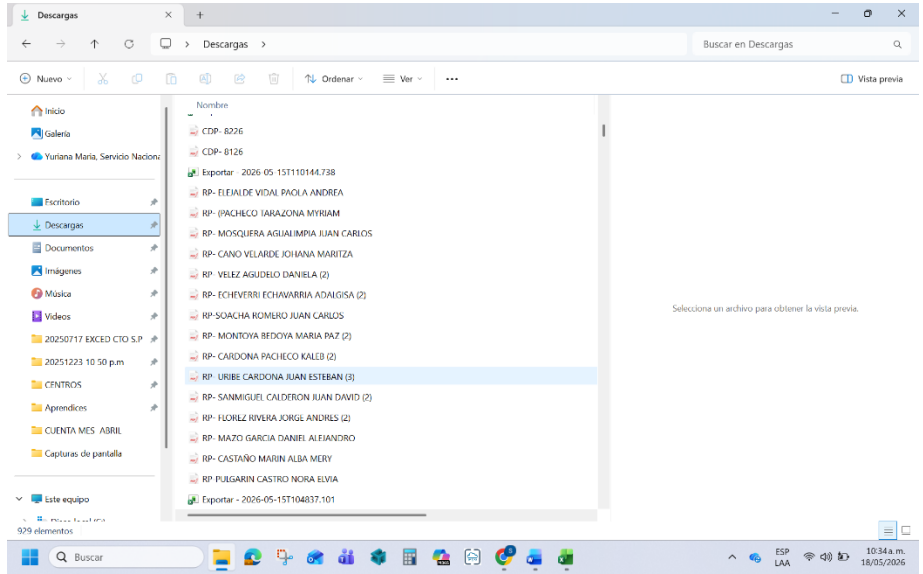 Descargas
Descargas
Buscar en Descargas
Nuevo
Ordenar
Ver
Vista previa
Inicio
Galería
Yuriana Maria, Servicio Naciona
Escritorio
Descargas
Documentos
Imágenes
Música
Videos
20250717 EXCED CTO S.P
20251223 10 50 p.m
CENTROS
Aprendices
CUENTA MES ABRIL
Capturas de pantalla
Este equipo
Nombre
CDP- 8226
CDP- 8126
Exportar - 2026-05-15T110144.738
RP- ELEJALDE VIDAL PAOLA ANDREA
RP- (PACHECO TARAZONA MYRIAM
RP- MOSQUERA AGUALIMPIA JUAN CARLOS
RP- CANO VELARDE JOHANA MARITZA
RP- VELEZ AGUDELO DANIELA (2)
RP- ECHEVERRI ECHAVARRIA ADALGISA (2)
RP-SOACHA ROMERO JUAN CARLOS
RP- MONTOYA BEDOYA MARIA PAZ (2)
RP- CARDONA PACHECO KALEB (2)
RP- URIBE CARDONA JUAN ESTEBAN (3)
RP- SANMIGUEL CALDERON JUAN DAVID (2)
RP- FLOREZ RIVERA JORGE ANDRES (2)
RP- MAZO GARCIA DANIEL ALEJANDRO
RP- CASTAÑO MARIN ALBA MERY
RP-PULGARIN CASTRO NORA ELVIA
Exportar - 2026-05-15T104837.101
Selecciona un archivo para obtener la vista previa.
929 elementos
Buscar
ESP
LAA
10:34 a. m.
18/05/2026